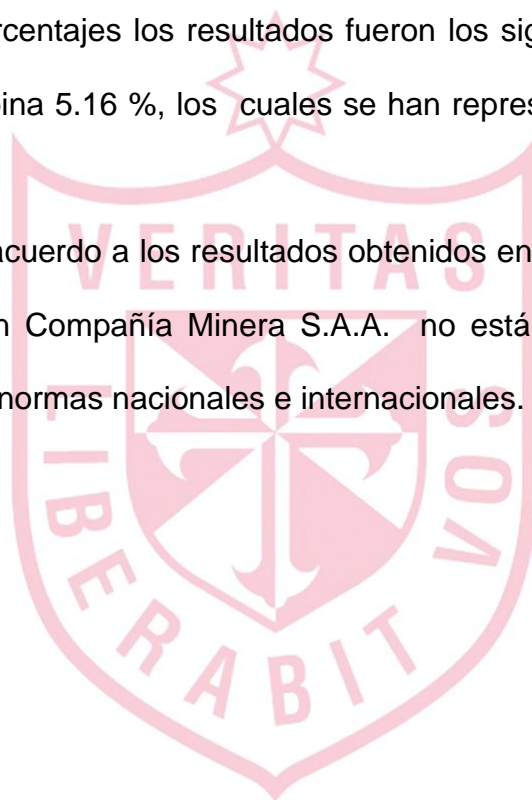 rcentajes los resultados fueron los sig
ina 5.16 %, los cuales se han repres
VERITAS
acuerdo a los resultados obtenidos en
n Compañía Minera S.A.A. no está
normas nacionales e internacionales.
LIBERABIT VOS